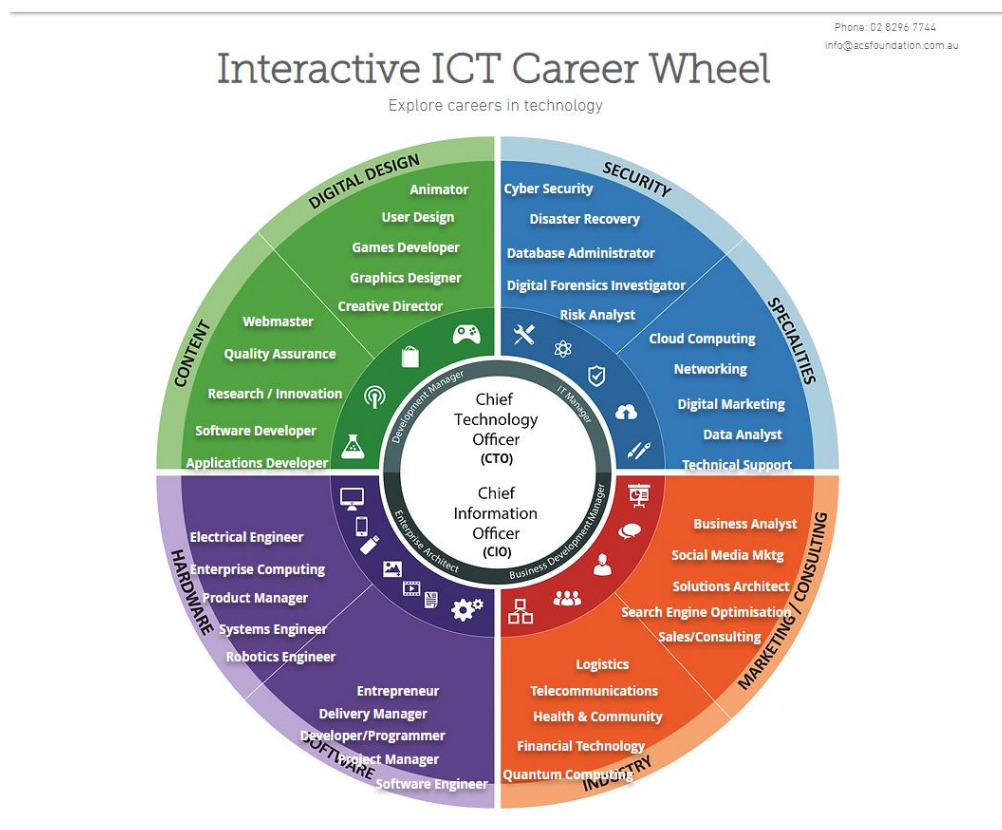 Phone: 02 8296 7744
info@acsfoundation.com.au
Interactive ICT Career Wheel
Explore careers in technology
DIGITAL DESIGN
Animator
User Design
Games Developer
Graphics Designer
Creative Director
SECURITY
Cyber Security
Disaster Recovery
Database Administrator
Digital Forensics Investigator
Risk Analyst
CONTENT
Webmaster
Quality Assurance
Research / Innovation
Software Developer
Applications Developer
SPECIALITIES
Cloud Computing
Networking
Digital Marketing
Data Analyst
Technical Support
Development Manager
IT Manager
Chief
Technology
Officer
(CTO)
Chief
Information
Officer
(CIO)
Enterprise Architect
Business Development Manager
HARDWARE
Electrical Engineer
Enterprise Computing
Product Manager
Systems Engineer
Robotics Engineer
MARKETING / CONSULTING
Business Analyst
Social Media Mktg
Solutions Architect
Search Engine Optimisation
Sales/Consulting
SOFTWARE
Entrepreneur
Delivery Manager
Developer/Programmer
Project Manager
Software Engineer
INDUSTRY
Logistics
Telecommunications
Health & Community
Financial Technology
Quantum Computing